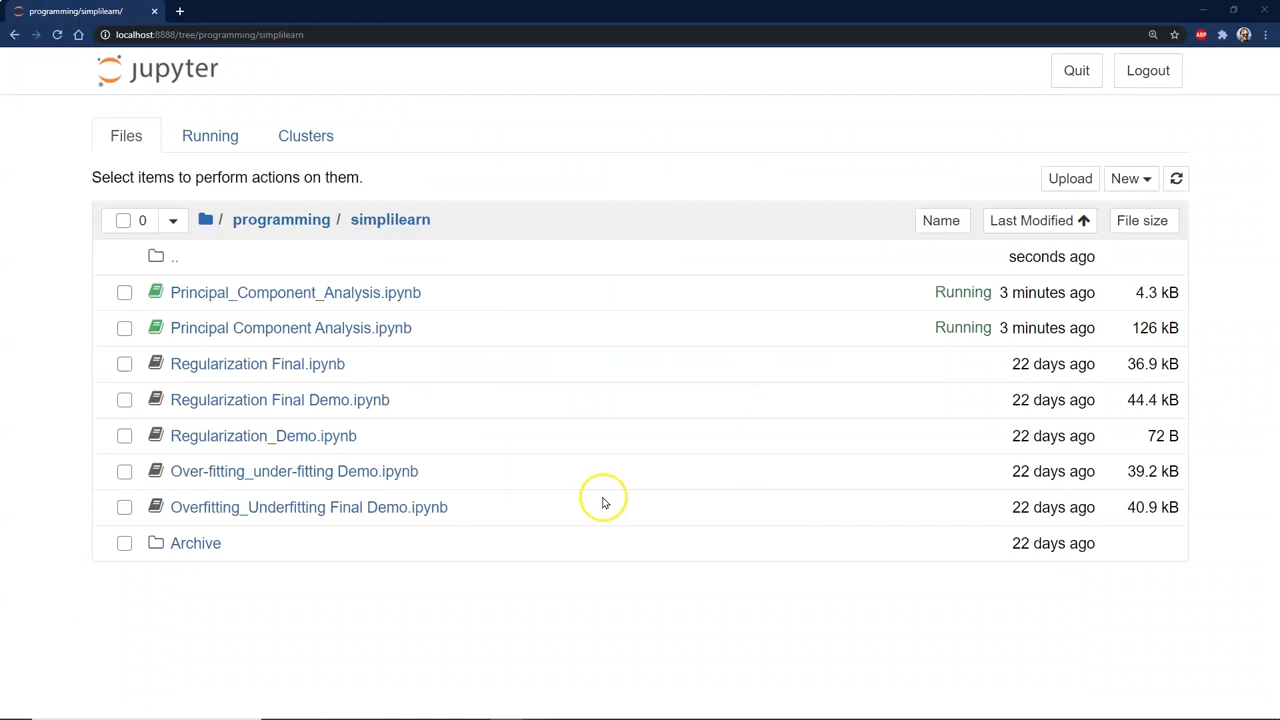 programming/simplilearn/
localhost:8888/tree/programming/simplilearn
ABP
jupyter
Quit
Logout
Files
Running
Clusters
Select items to perform actions on them.
Upload
New
0
/ programming / simplilearn
Name
Last Modified
File size
..
seconds ago
Principal_Component_Analysis.ipynb Running 3 minutes ago 4.3 kB
Principal Component Analysis.ipynb Running 3 minutes ago 126 kB
Regularization Final.ipynb 22 days ago 36.9 kB
Regularization Final Demo.ipynb 22 days ago 44.4 kB
Regularization_Demo.ipynb 22 days ago 72 B
Over-fitting_under-fitting Demo.ipynb 22 days ago 39.2 kB
Overfitting_Underfitting Final Demo.ipynb 22 days ago 40.9 kB
Archive 22 days ago